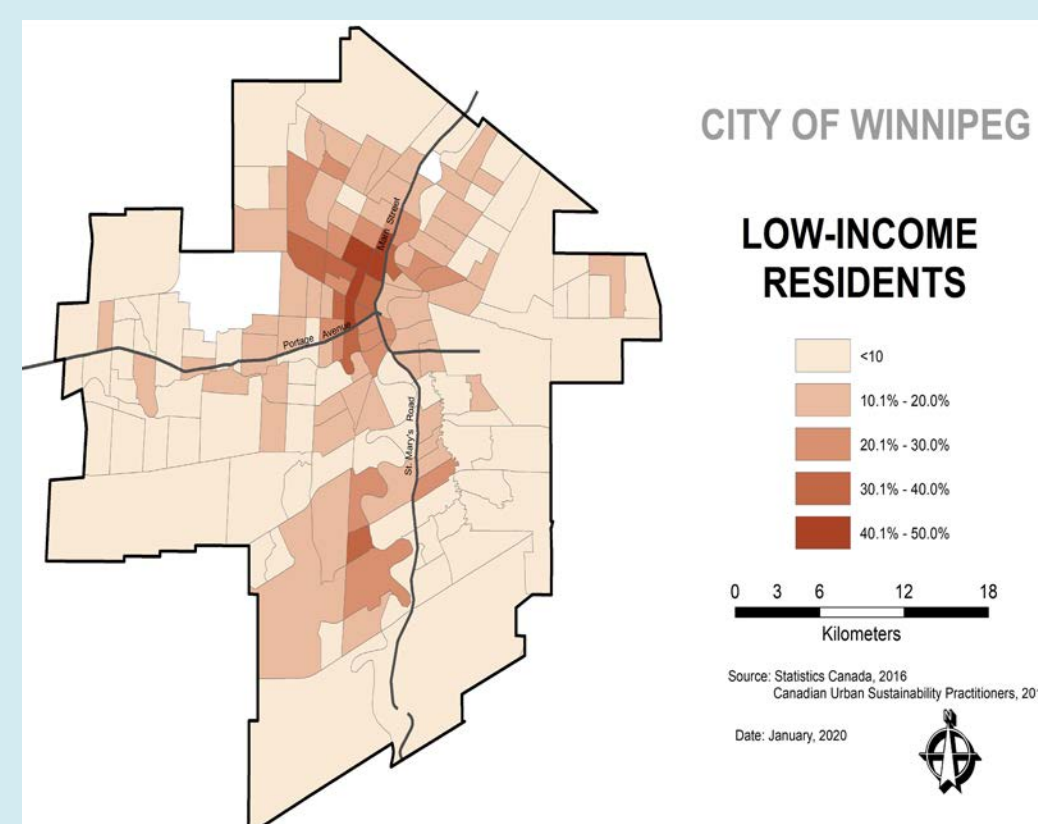 CITY OF WINNIPEG
LOW-INCOME
RESIDENTS
<10
10.1% - 20.0%
20.1% - 30.0%
30.1% - 40.0%
40.1% - 50.0%
0 3 6 12 18
Kilometers
Source: Statistics Canada, 2016
Canadian Urban Sustainability Practitioners, 201
Date: January, 2020
N
Main Street
Portage Avenue
St. Mary's Road